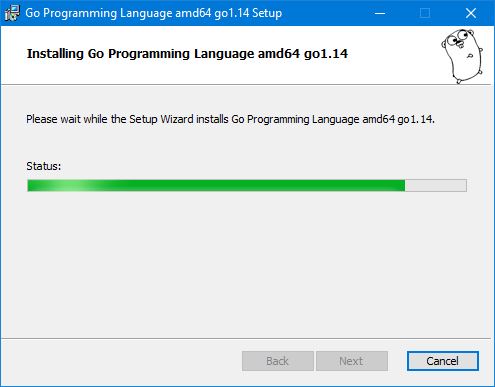 Go Programming Language amd64 go1.14 Setup
Installing Go Programming Language amd64 go1.14
Please wait while the Setup Wizard installs Go Programming Language amd64 go1.14.
Status:
Back Next Cancel